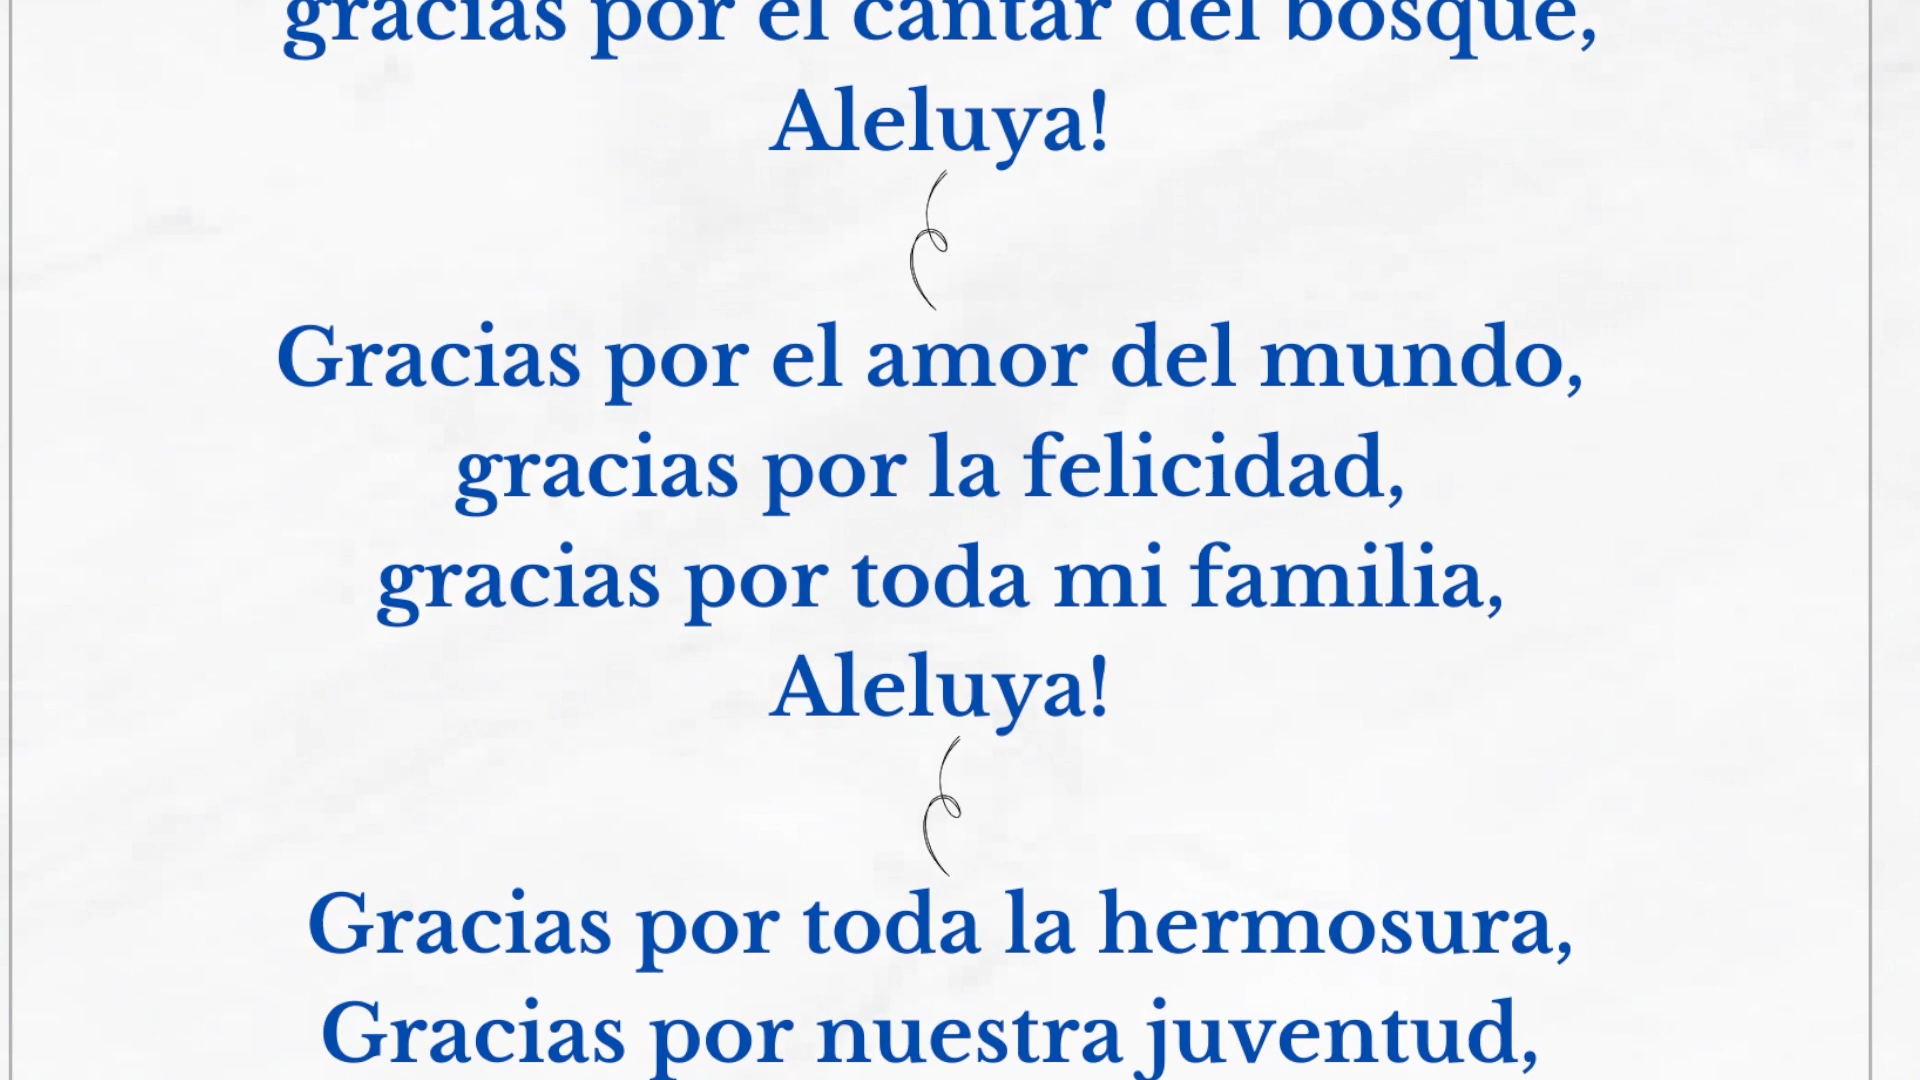 gracias por el cantar del bosque,
Aleluya!
Gracias por el amor del mundo,
gracias por la felicidad,
gracias por toda mi familia,
Aleluya!
Gracias por toda la hermosura,
Gracias por nuestra juventud,